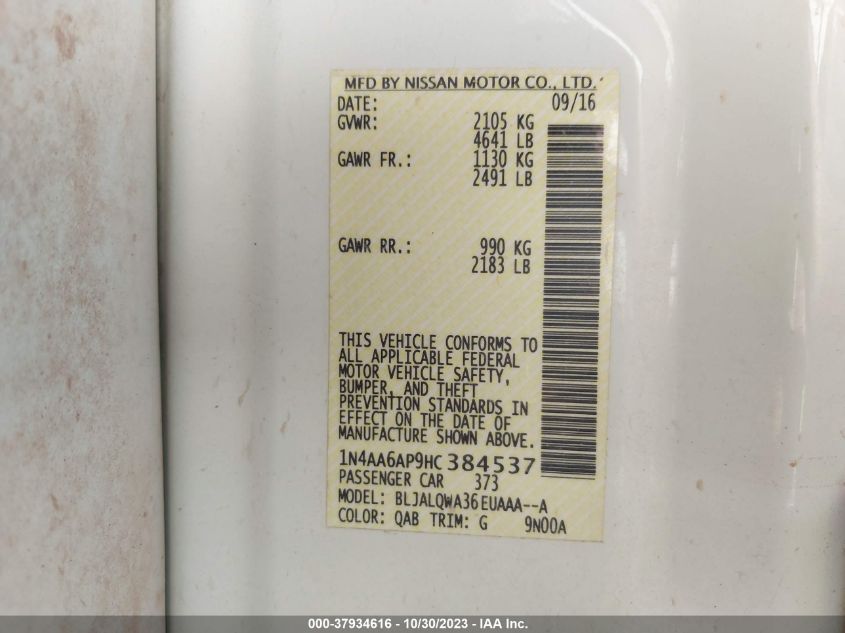 MFD BY NISSAN MOTOR CO., LTD.
DATE: 09/16
GVWR: 2105 KG
4641 LB
GAWR FR.: 1130 KG
2491 LB
GAWR RR.: 990 KG
2183 LB
THIS VEHICLE CONFORMS TO
ALL APPLICABLE FEDERAL
MOTOR VEHICLE SAFETY,
BUMPER, AND THEFT
PREVENTION STANDARDS IN
EFFECT ON THE DATE OF
MANUFACTURE SHOWN ABOVE.
1N4AA6AP9HC384537
PASSENGER CAR 373
MODEL: BLJALQWA36EUAAA--A
COLOR: QAB TRIM: G 9N00A
000-37934616 - 10/30/2023 - IAA Inc.